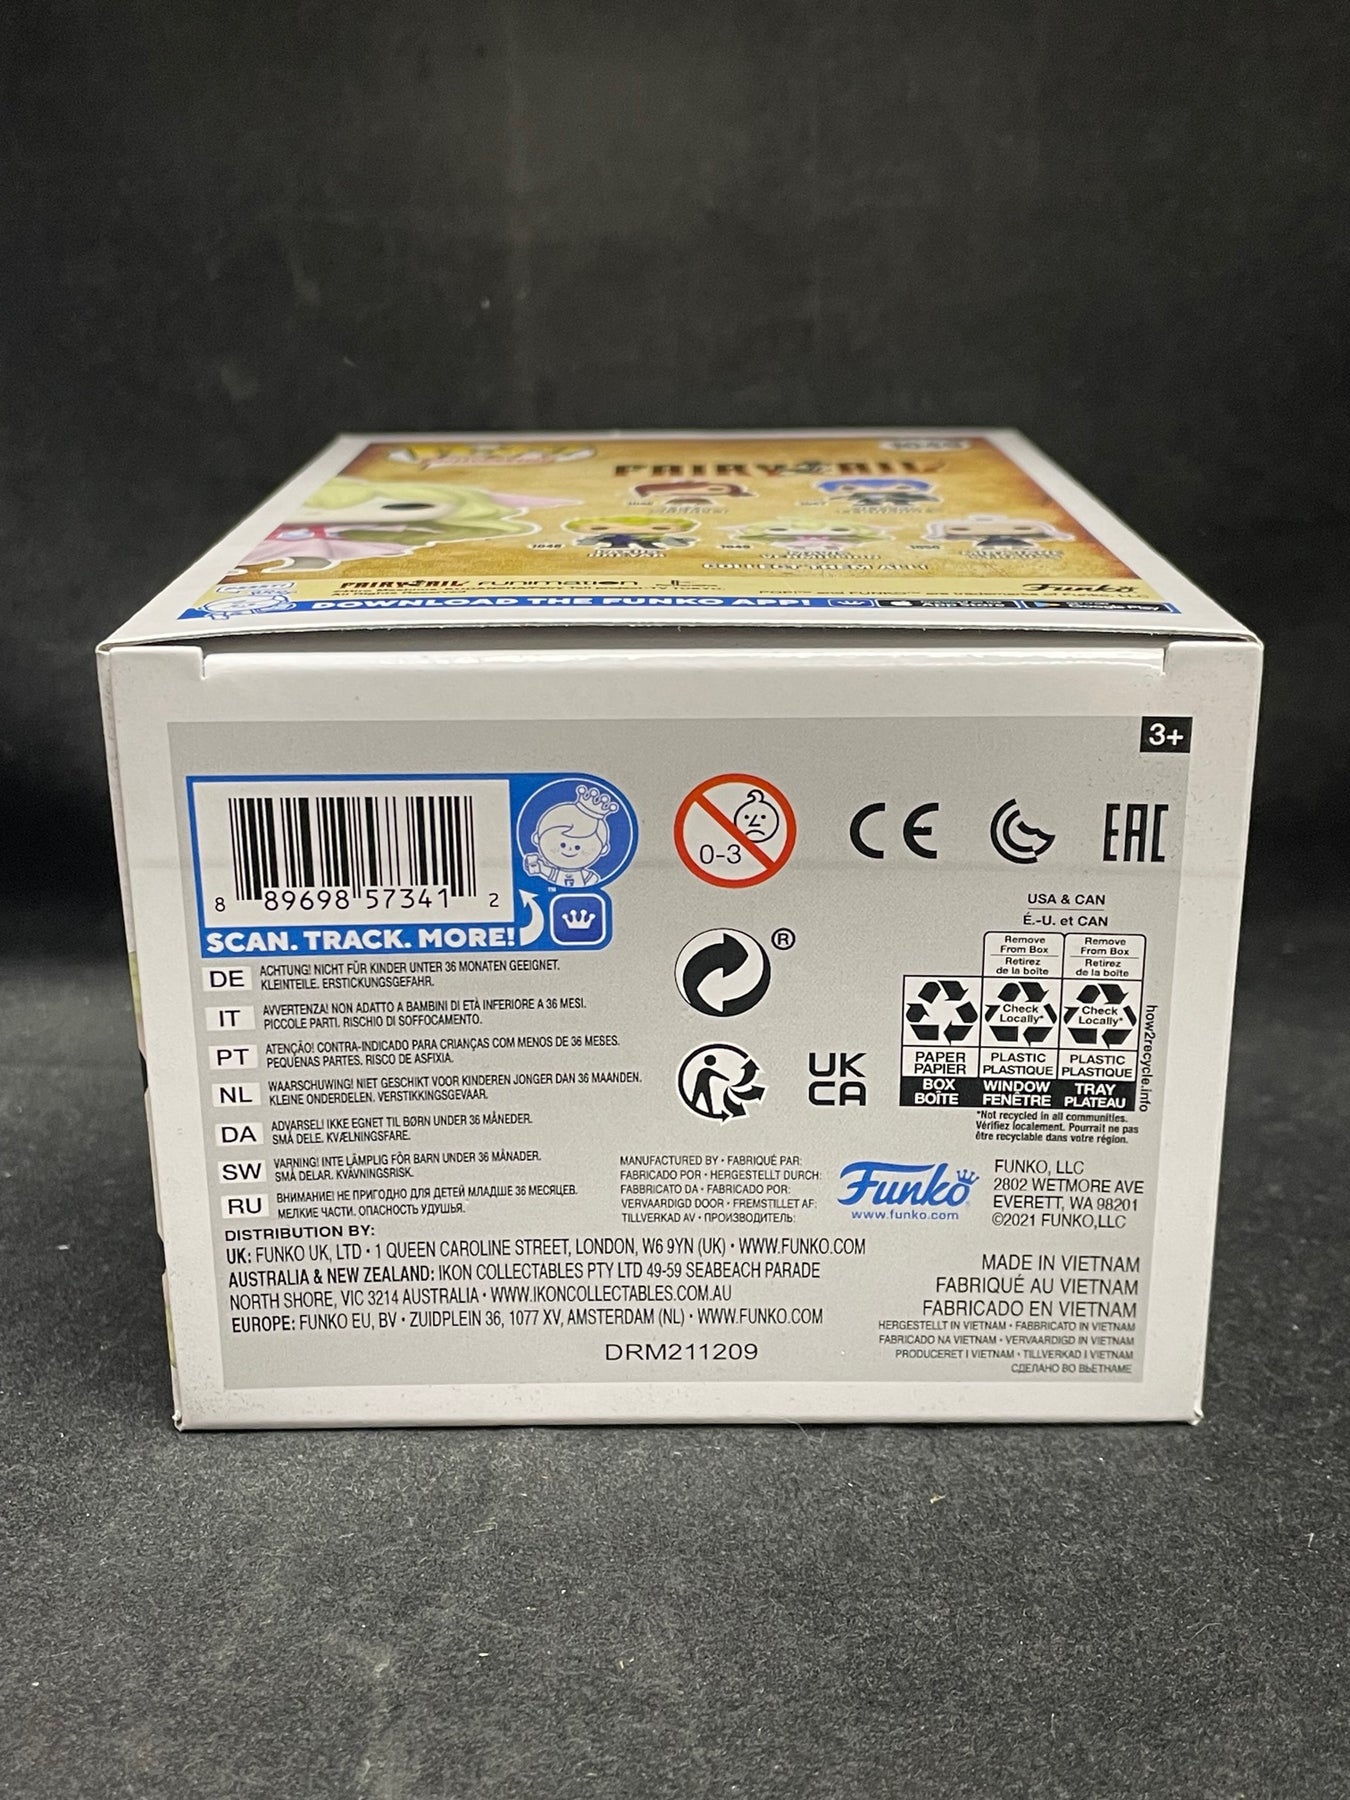 1049
FAIRY TAIL
1046
1047
1048
1049
1050
COLLECT THEM ALL!
FAIRY TAIL FUNIMATION
Funko
DOWNLOAD THE FUNKO APP!
App Store
Google Play
3+
8 89698 57341 2
SCAN. TRACK. MORE!
™
0-3
CE
EAC
®
UK
CA
USA & CAN
É.-U. et CAN
Remove From Box
Retirez de la boîte
Remove From Box
Retirez de la boîte
Check Locally*
Check Locally*
PAPER PAPIER
PLASTIC PLASTIQUE
PLASTIC PLASTIQUE
BOX BOÎTE
WINDOW FENÊTRE
TRAY PLATEAU
how2recycle.info
*Not recycled in all communities.
Vérifiez localement. Pourrait ne pas
être recyclable dans votre région.
DE ACHTUNG! NICHT FÜR KINDER UNTER 36 MONATEN GEEIGNET.
KLEINTEILE. ERSTICKUNGSGEFAHR.
IT AVVERTENZA! NON ADATTO A BAMBINI DI ETÀ INFERIORE A 36 MESI.
PICCOLE PARTI. RISCHIO DI SOFFOCAMENTO.
PT ATENÇÃO! CONTRA-INDICADO PARA CRIANÇAS COM MENOS DE 36 MESES.
PEQUENAS PARTES. RISCO DE ASFIXIA.
NL WAARSCHUWING! NIET GESCHIKT VOOR KINDEREN JONGER DAN 36 MAANDEN.
KLEINE ONDERDELEN. VERSTIKKINGSGEVAAR.
DA ADVARSEL! IKKE EGNET TIL BØRN UNDER 36 MÅNEDER.
SMÅ DELE. KVÆLNINGSFARE.
SW VARNING! INTE LÄMPLIG FÖR BARN UNDER 36 MÅNADER.
SMÅ DELAR. KVÄVNINGSRISK.
RU ВНИМАНИЕ! НЕ ПРИГОДНО ДЛЯ ДЕТЕЙ МЛАДШЕ 36 МЕСЯЦЕВ.
МЕЛКИЕ ЧАСТИ. ОПАСНОСТЬ УДУШЬЯ.
MANUFACTURED BY • FABRIQUÉ PAR:
FABRICADO POR • HERGESTELLT DURCH:
FABBRICATO DA • FABRICADO POR:
VERVAARDIGD DOOR • FREMSTILLET AF:
TILLVERKAD AV • ПРОИЗВОДИТЕЛЬ:
Funko
www.funko.com
FUNKO, LLC
2802 WETMORE AVE
EVERETT, WA 98201
©2021 FUNKO,LLC
DISTRIBUTION BY:
UK: FUNKO UK, LTD • 1 QUEEN CAROLINE STREET, LONDON, W6 9YN (UK) • WWW.FUNKO.COM
AUSTRALIA & NEW ZEALAND: IKON COLLECTABLES PTY LTD 49-59 SEABEACH PARADE
NORTH SHORE, VIC 3214 AUSTRALIA • WWW.IKONCOLLECTABLES.COM.AU
EUROPE: FUNKO EU, BV • ZUIDPLEIN 36, 1077 XV, AMSTERDAM (NL) • WWW.FUNKO.COM
DRM211209
MADE IN VIETNAM
FABRIQUÉ AU VIETNAM
FABRICADO EN VIETNAM
HERGESTELLT IN VIETNAM • FABBRICATO IN VIETNAM
FABRICADO NA VIETNAM • VERVAARDIGD IN VIETNAM
PRODUCERET I VIETNAM • TILLVERKAD I VIETNAM
СДЕЛАНО ВО ВЬЕТНАМЕ